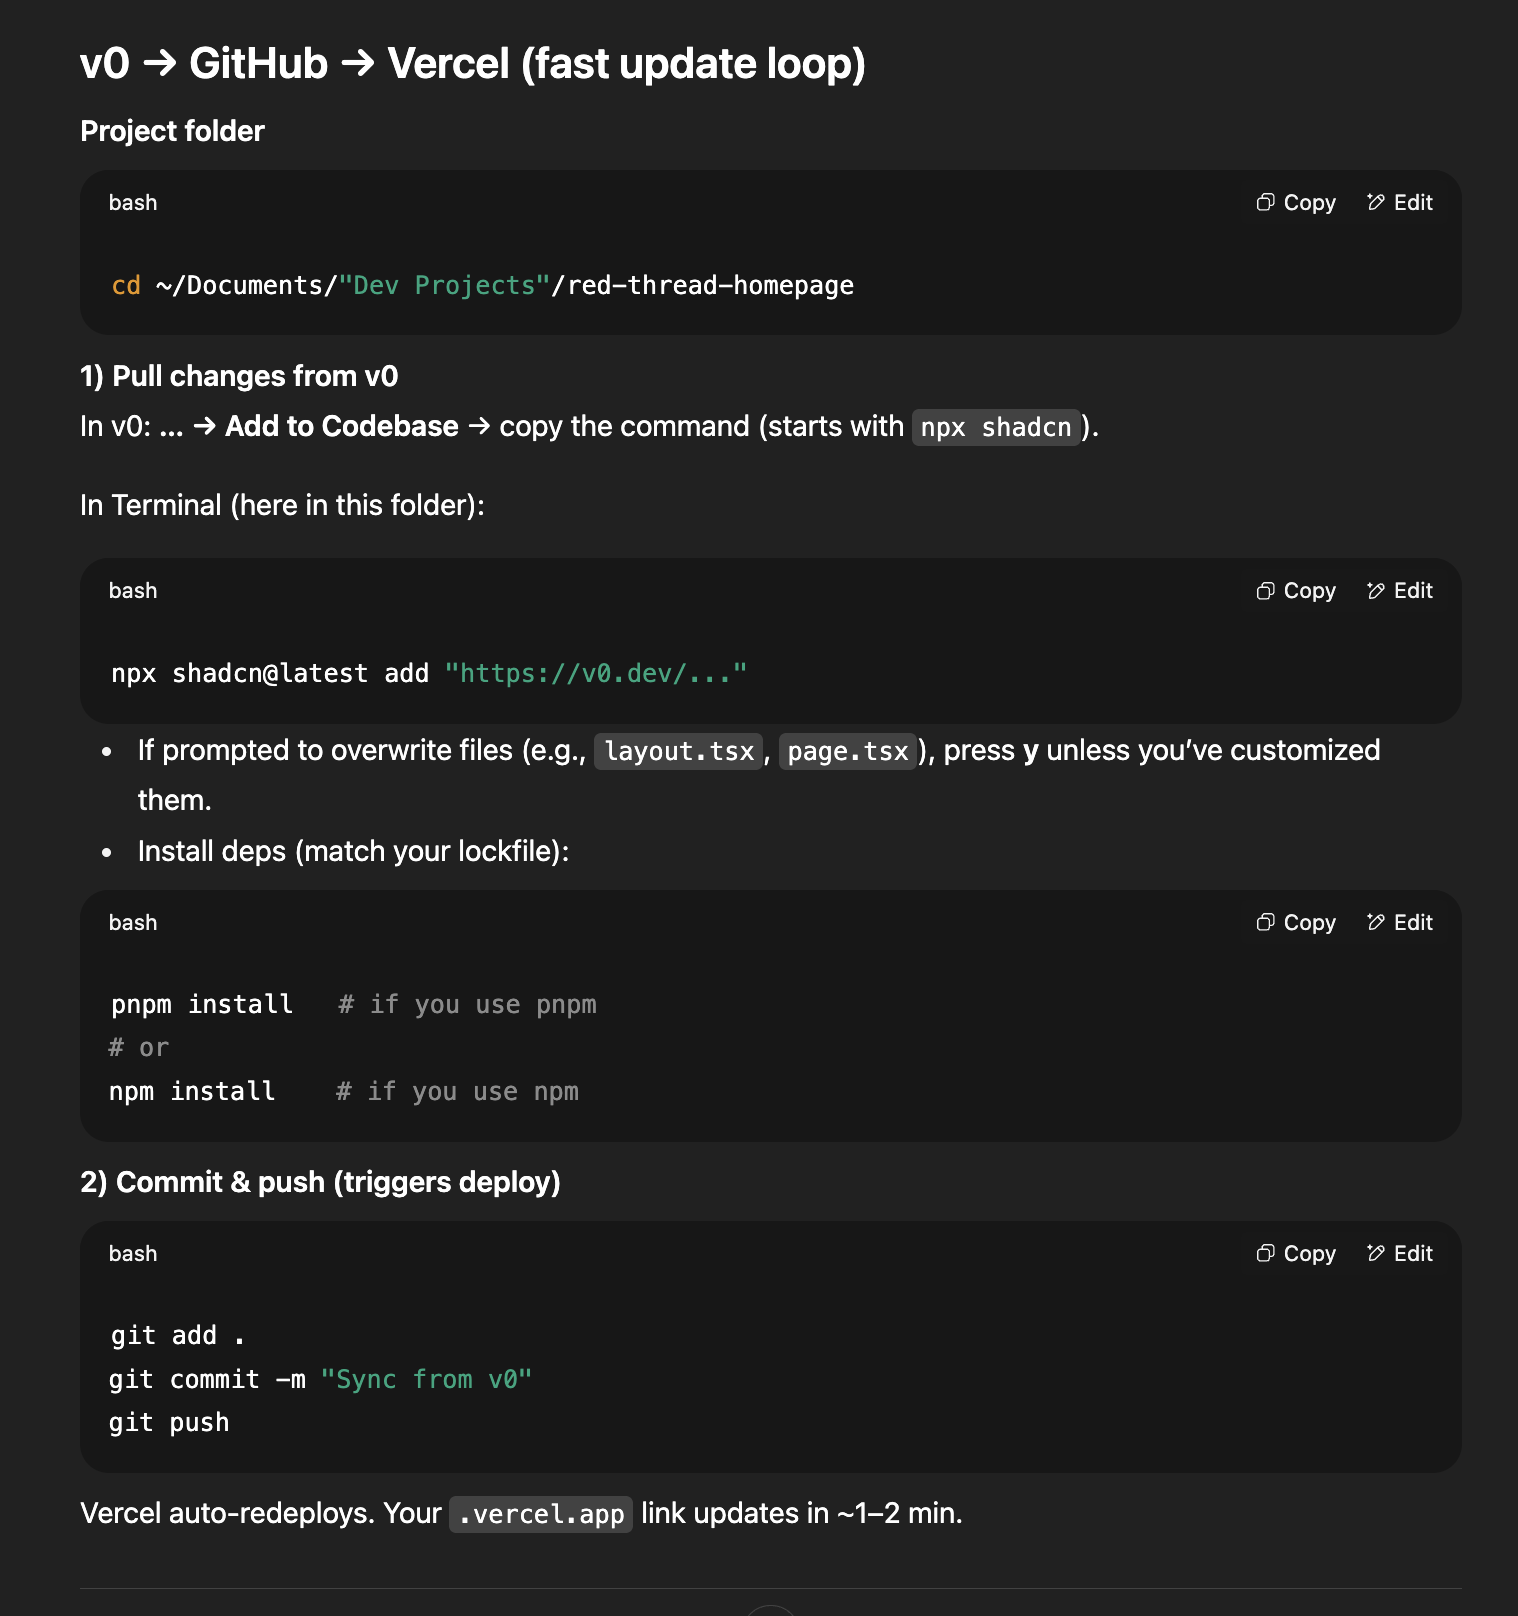 v0 → GitHub → Vercel (fast update loop)
Project folder
bash
Copy
Edit
cd ~/Documents/"Dev Projects"/red-thread-homepage
1) Pull changes from v0
In v0: ... → Add to Codebase → copy the command (starts with npx shadcn).
In Terminal (here in this folder):
bash
Copy
Edit
npx shadcn@latest add "https://v0.dev/..."
• If prompted to overwrite files (e.g., layout.tsx, page.tsx), press y unless you’ve customized
them.
• Install deps (match your lockfile):
bash
Copy
Edit
pnpm install   # if you use pnpm
# or
npm install    # if you use npm
2) Commit & push (triggers deploy)
bash
Copy
Edit
git add .
git commit -m "Sync from v0"
git push
Vercel auto-redeploys. Your .vercel.app link updates in ~1–2 min.